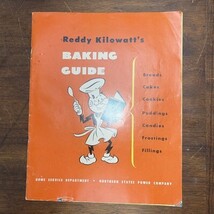 Reddy Kilowatt's
BAKING
GUIDE
Breads
Cakes
Cookies
Puddings
Candies
Frostings
Fillings
HOME SERVICE DEPARTMENT • NORTHERN STATES POWER COMPANY